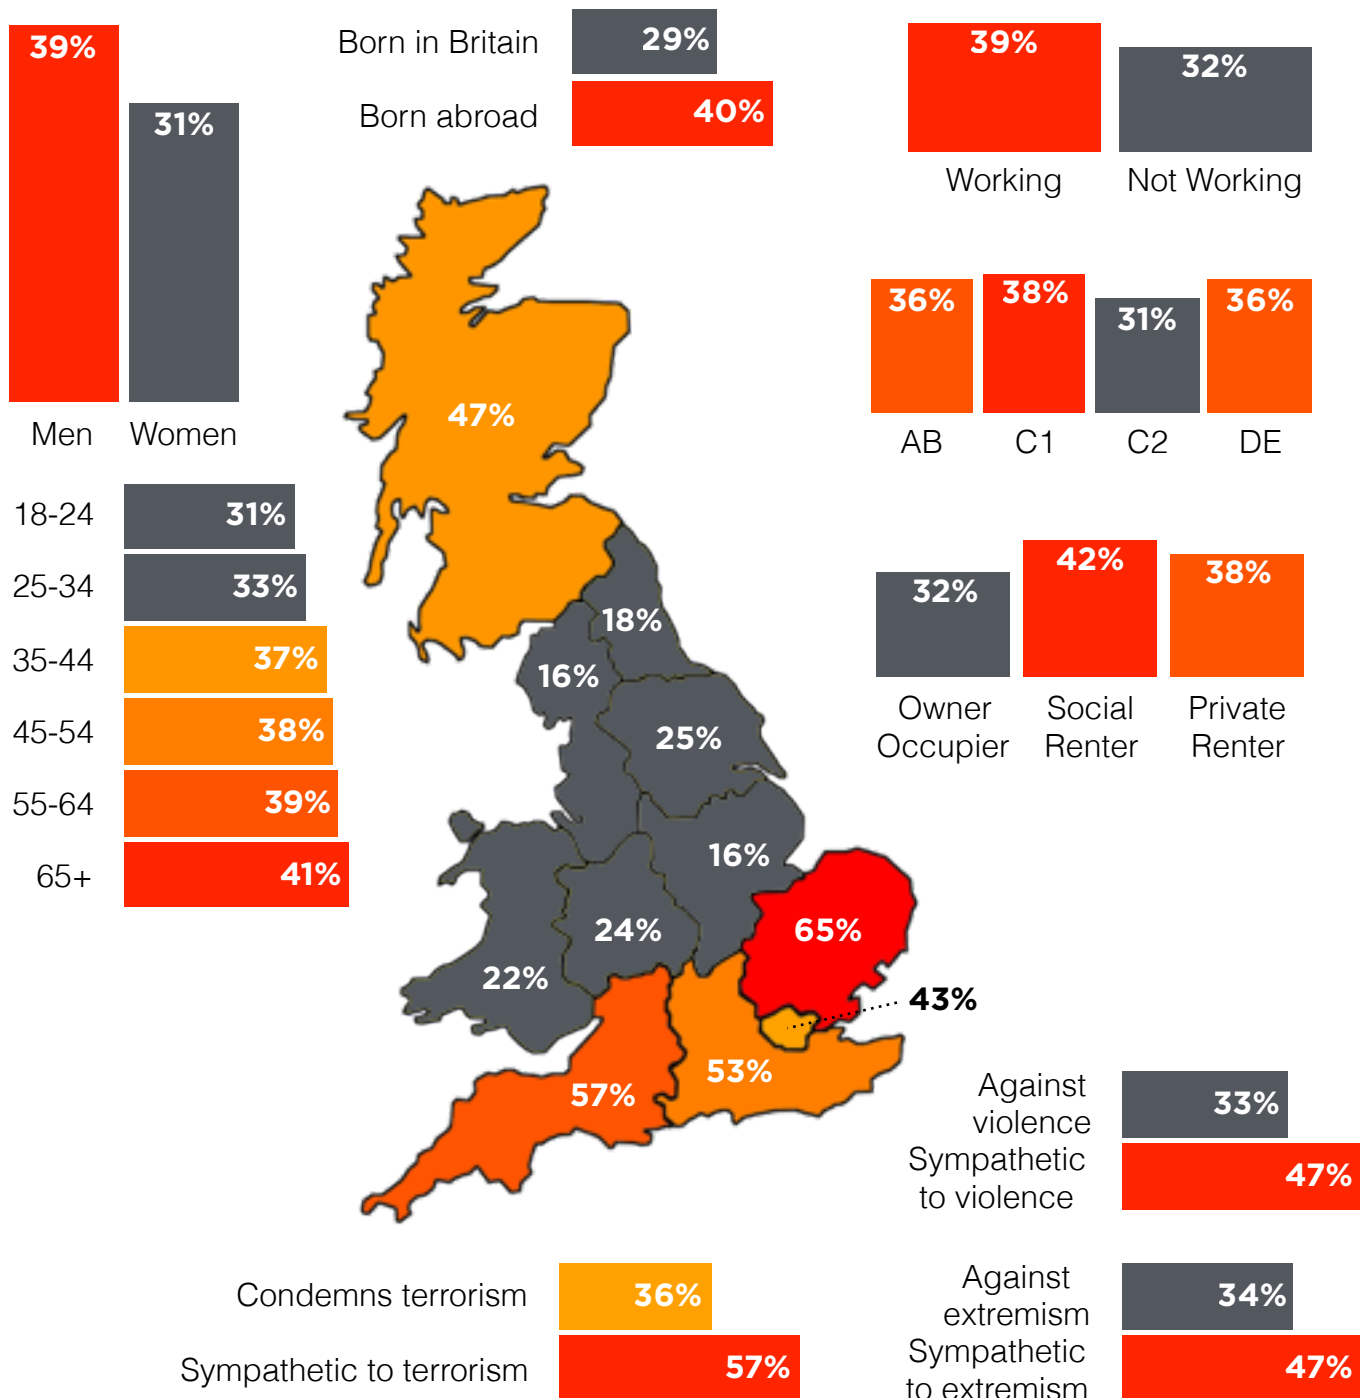 39%
31%
Men Women
Born in Britain 29%
Born abroad 40%
39%
32%
Working Not Working
36% 38% 31% 36%
AB C1 C2 DE
18-24 31%
25-34 33%
35-44 37%
45-54 38%
55-64 39%
65+ 41%
32% 42% 38%
Owner Occupier
Social Renter
Private Renter
47%
18%
16%
25%
16%
65%
24%
22%
43%
53%
57%
Against
violence 33%
Sympathetic
to violence 47%
Condemns terrorism 36%
Sympathetic to terrorism 57%
Against
extremism 34%
Sympathetic
to extremism 47%